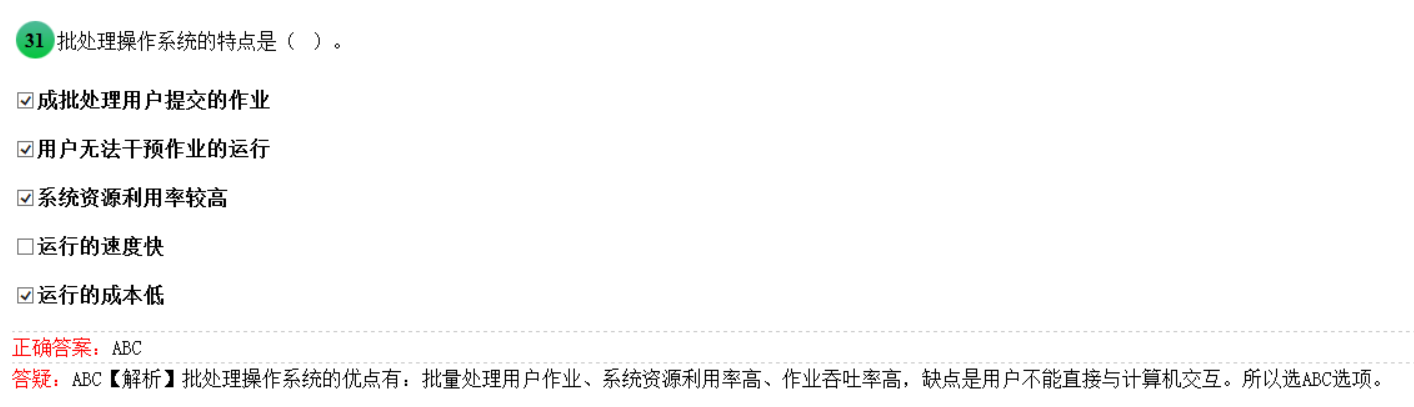 31 批处理操作系统的特点是（ ）。
成批处理用户提交的作业
用户无法干预作业的运行
系统资源利用率较高
运行的速度快
运行的成本低
正确答案：ABC
答疑：ABC【解析】批处理操作系统的优点有：批量处理用户作业、系统资源利用率高、作业吞吐率高，缺点是用户不能直接与计算机交互。所以选ABC选项。